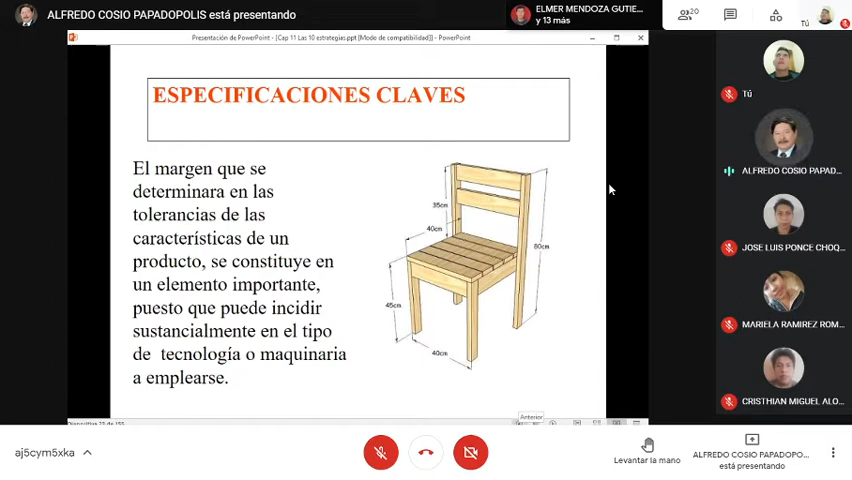 ALFREDO COSIO PAPADOPOLIS está presentando
ELMER MENDOZA GUTIE...
y 13 más
20
Tú
Presentación de PowerPoint - [Cap 11 Las 10 estrategias.ppt [Modo de compatibilidad]] - PowerPoint
ESPECIFICACIONES CLAVES
El margen que se
determinara en las
tolerancias de las
características de un
producto, se constituye en
un elemento importante,
puesto que puede incidir
sustancialmente en el tipo
de tecnología o maquinaria
a emplearse.
35cm
40cm
80cm
45cm
40cm
Anterior
Tú
ALFREDO COSIO PAPAD...
JOSE LUIS PONCE CHOQ...
MARIELA RAMIREZ ROM...
CRISTHIAN MIGUEL ALO...
aj5cym5xka
Levantar la mano
ALFREDO COSIO PAPADOPO...
está presentando